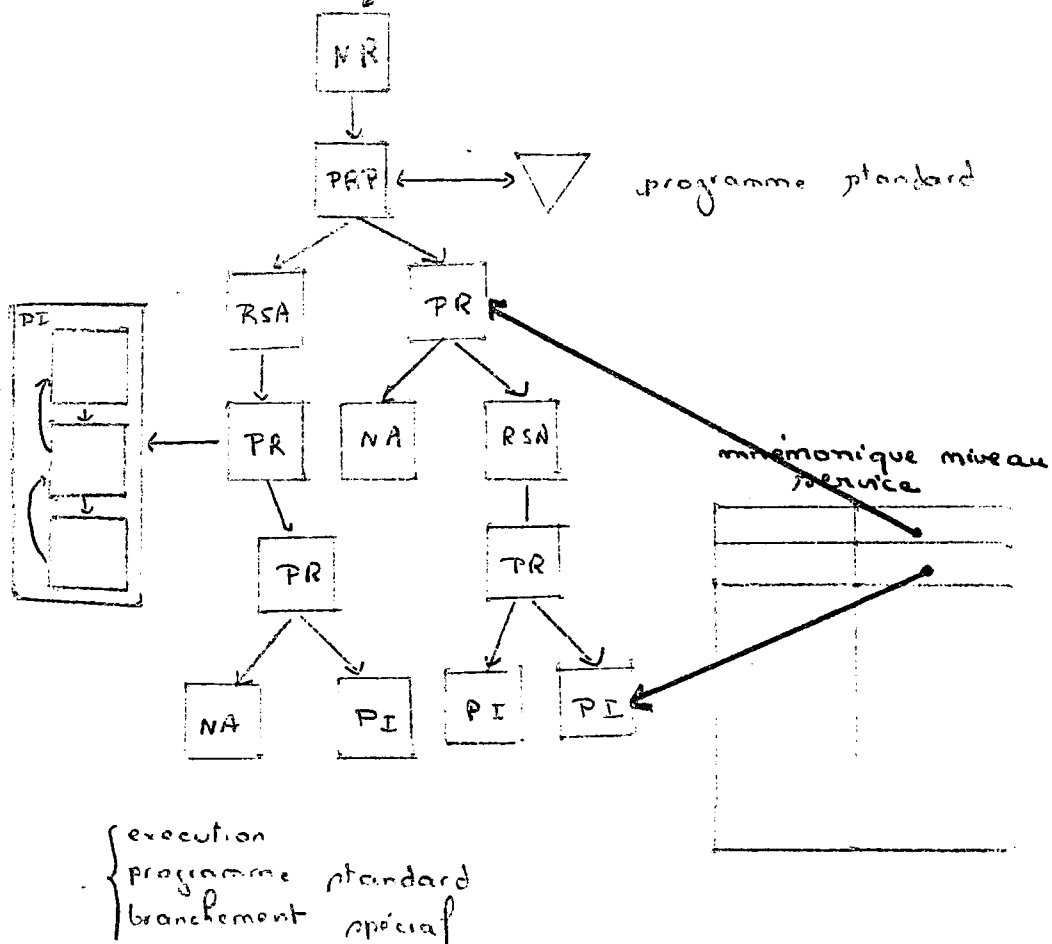 NR
PRP
programme standard
RSA
PR
PI
PR
NA
RSA
mnémonique niveau
service
PR
PR
NA
PI
PI
PI
execution
programme standard
branchement spécial